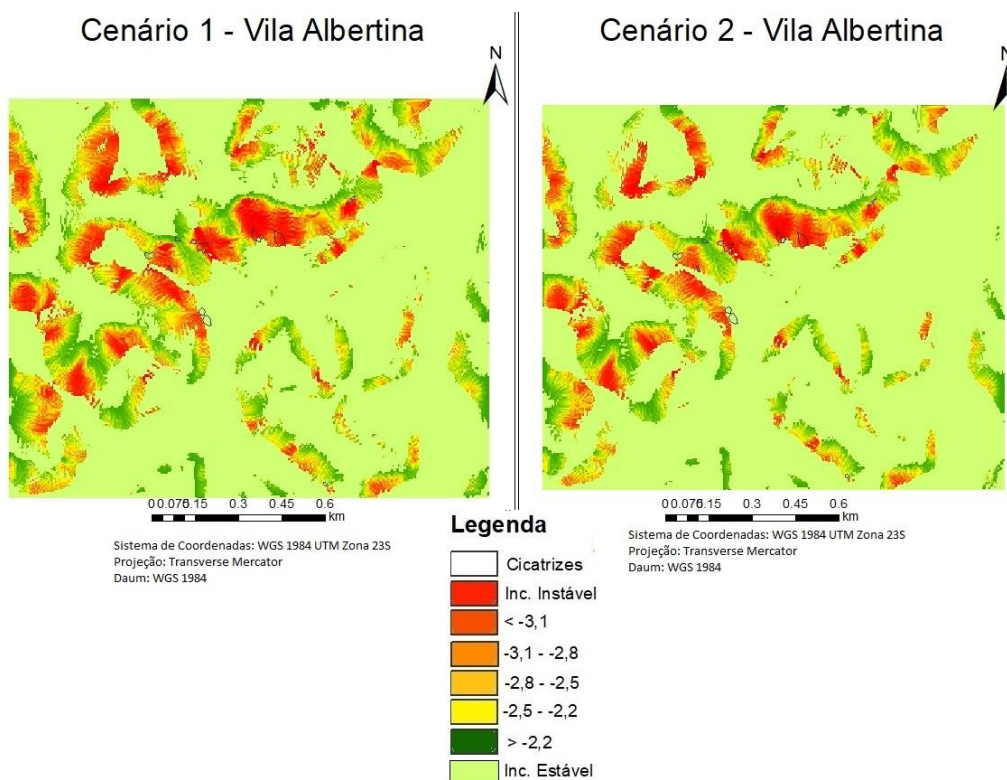 Cenário 1 - Vila Albertina
N
0 0.075 0.15 0.3 0.45 0.6
km
Sistema de Coordenadas: WGS 1984 UTM Zona 23S
Projeção: Transverse Mercator
Daum: WGS 1984
Cenário 2 - Vila Albertina
N
0 0.075 0.15 0.3 0.45 0.6
km
Sistema de Coordenadas: WGS 1984 UTM Zona 23S
Projeção: Transverse Mercator
Daum: WGS 1984
Legenda
Cicatrizes
Inc. Instável
< -3,1
-3,1 - -2,8
-2,8 - -2,5
-2,5 - -2,2
> -2,2
Inc. Estável